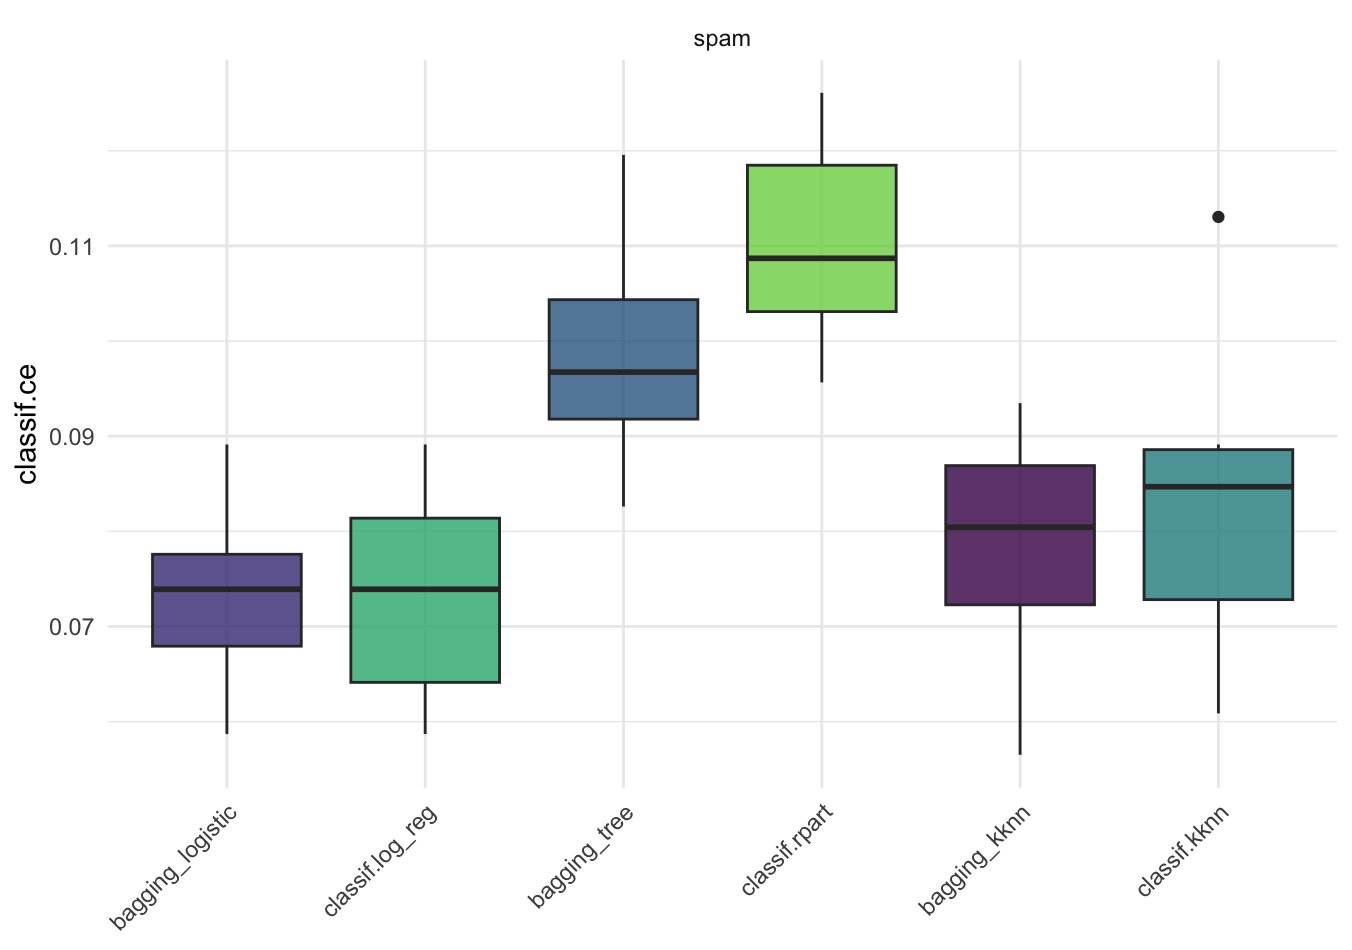 spam
classif.ce
0.11
0.09
0.07
bagging_logistic
classif.log_reg
bagging_tree
classif.rpart
bagging_kknn
classif.kknn